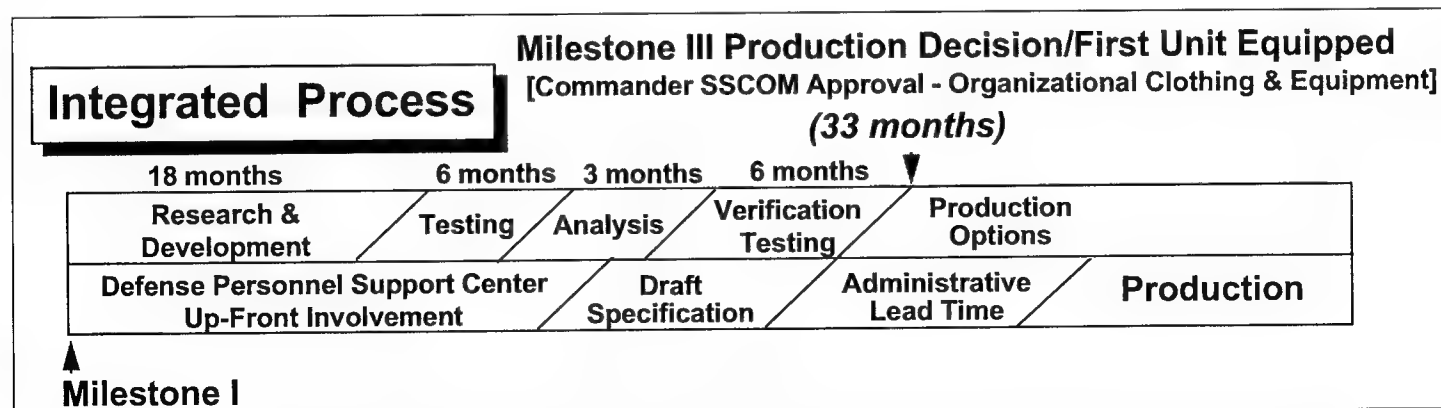 Milestone III Production Decision/First Unit Equipped
Integrated Process
[Commander SSCOM Approval - Organizational Clothing & Equipment]
(33 months)
18 months
6 months
3 months
6 months
Research &
Development
Testing
Analysis
Verification
Testing
Production
Options
Defense Personnel Support Center
Up-Front Involvement
Draft
Specification
Administrative
Lead Time
Production
Milestone I